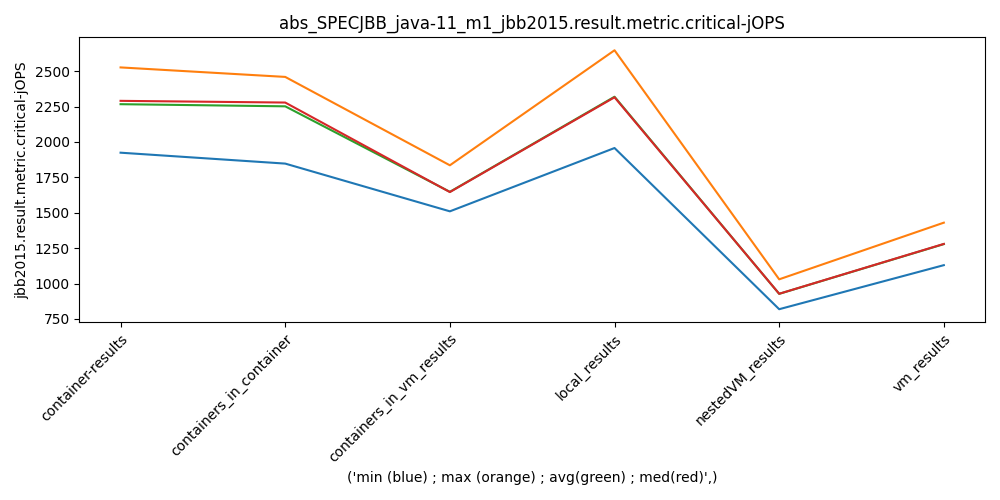 abs_SPECJBB_java-11_m1_jbb2015.result.metric.critical-jOPS
jbb2015.result.metric.critical-jOPS
2500
2250
2000
1750
1500
1250
1000
750
container-results
containers_in_container
containers_in_vm_results
local_results
nestedVM_results
vm_results
('min (blue) ; max (orange) ; avg(green) ; med(red)',)